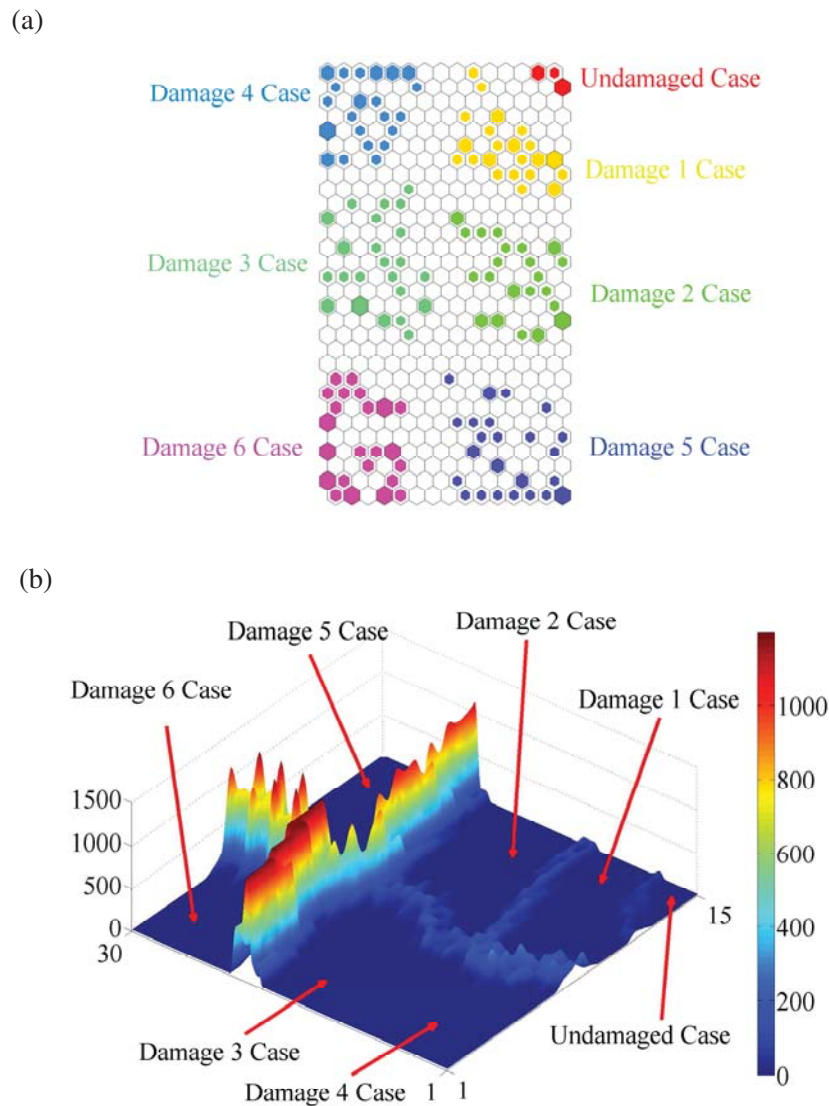 (a)
Damage 4 Case
Undamaged Case
Damage 1 Case
Damage 3 Case
Damage 2 Case
Damage 6 Case
Damage 5 Case
(b)
Damage 5 Case
Damage 2 Case
Damage 6 Case
Damage 1 Case
1500
1000
500
0
30
15
1000
800
600
400
200
0
Undamaged Case
Damage 3 Case
Damage 4 Case
1 1